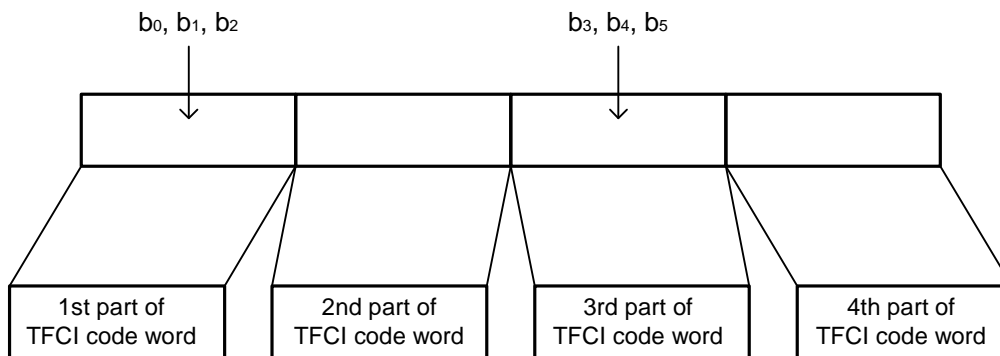 b₀, b₁, b₂
b₃, b₄, b₅
1st part of
TFCI code word
2nd part of
TFCI code word
3rd part of
TFCI code word
4th part of
TFCI code word